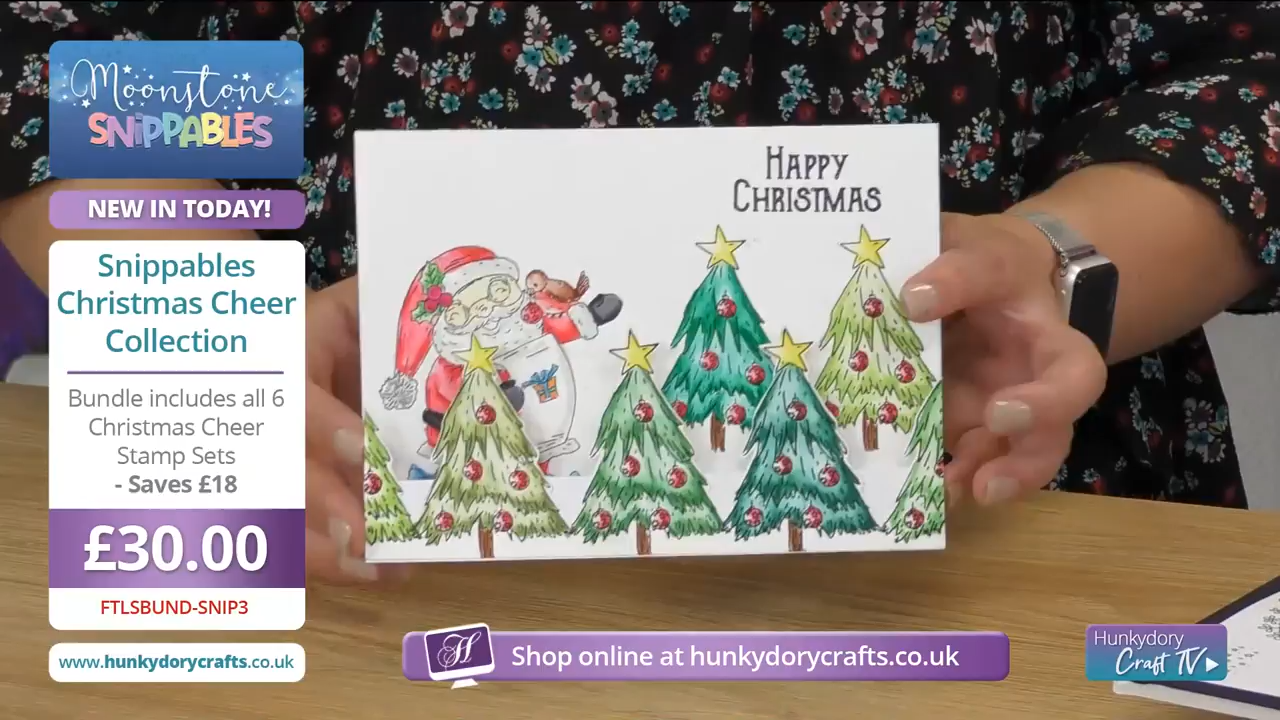 Moonstone
SNIPPABLES
NEW IN TODAY!
Snippables
Christmas Cheer
Collection
Bundle includes all 6
Christmas Cheer
Stamp Sets
- Saves £18
£30.00
FTLSBUND-SNIP3
www.hunkydorycrafts.co.uk
HAPPY
CHRISTMAS
H
Shop online at hunkydorycrafts.co.uk
Hunkydory
Craft TV